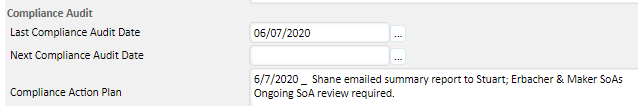 Compliance Audit
Last Compliance Audit Date 06/07/2020 ...
Next Compliance Audit Date ...
6/7/2020 _ Shane emailed summary report to Stuart; Erbacher & Maker SoAs
Compliance Action Plan Ongoing SoA review required.